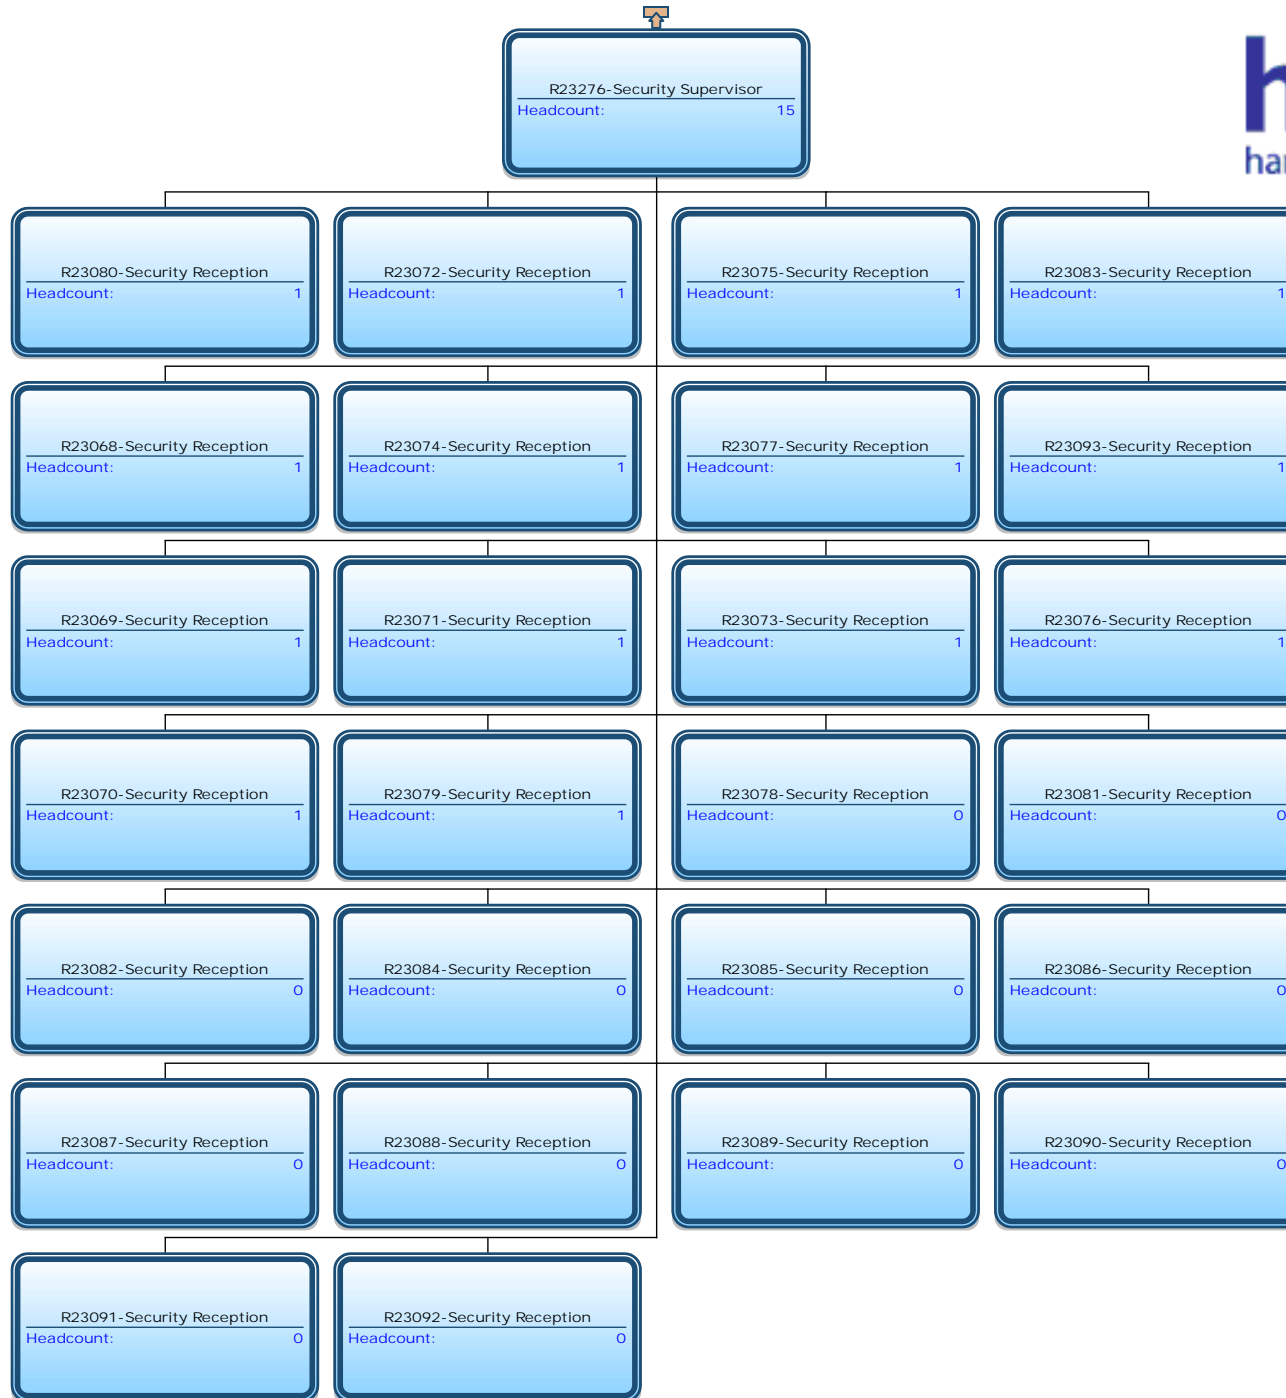 R23276-Security Supervisor
Headcount: 15
R23080-Security Reception
Headcount: 1
R23072-Security Reception
Headcount: 1
R23075-Security Reception
Headcount: 1
R23083-Security Reception
Headcount: 1
R23068-Security Reception
Headcount: 1
R23074-Security Reception
Headcount: 1
R23077-Security Reception
Headcount: 1
R23093-Security Reception
Headcount: 1
R23069-Security Reception
Headcount: 1
R23071-Security Reception
Headcount: 1
R23073-Security Reception
Headcount: 1
R23076-Security Reception
Headcount: 1
R23070-Security Reception
Headcount: 1
R23079-Security Reception
Headcount: 1
R23078-Security Reception
Headcount: 0
R23081-Security Reception
Headcount: 0
R23082-Security Reception
Headcount: 0
R23084-Security Reception
Headcount: 0
R23085-Security Reception
Headcount: 0
R23086-Security Reception
Headcount: 0
R23087-Security Reception
Headcount: 0
R23088-Security Reception
Headcount: 0
R23089-Security Reception
Headcount: 0
R23090-Security Reception
Headcount: 0
R23091-Security Reception
Headcount: 0
R23092-Security Reception
Headcount: 0